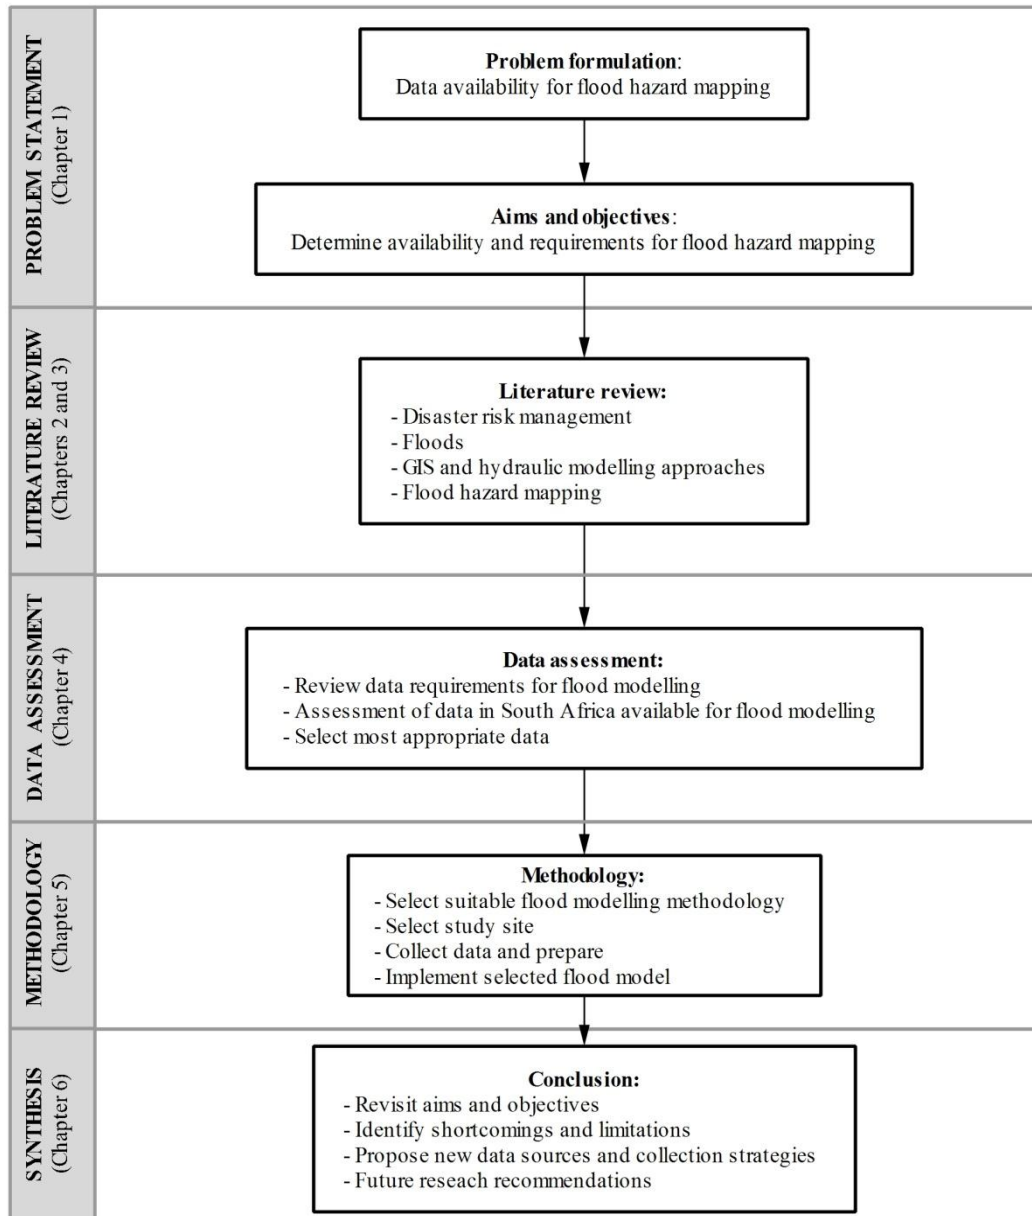 PROBLEM STATEMENT
(Chapter 1)
Problem formulation:
Data availability for flood hazard mapping
Aims and objectives:
Determine availability and requirements for flood hazard mapping
LITERATURE REVIEW
(Chapters 2 and 3)
Literature review:
- Disaster risk management
- Floods
- GIS and hydraulic modelling approaches
- Flood hazard mapping
DATA ASSESSMENT
(Chapter 4)
Data assessment:
- Review data requirements for flood modelling
- Assessment of data in South Africa available for flood modelling
- Select most appropriate data
METHODOLOGY
(Chapter 5)
Methodology:
- Select suitable flood modelling methodology
- Select study site
- Collect data and prepare
- Implement selected flood model
SYNTHESIS
(Chapter 6)
Conclusion:
- Revisit aims and objectives
- Identify shortcomings and limitations
- Propose new data sources and collection strategies
- Future reseach recommendations